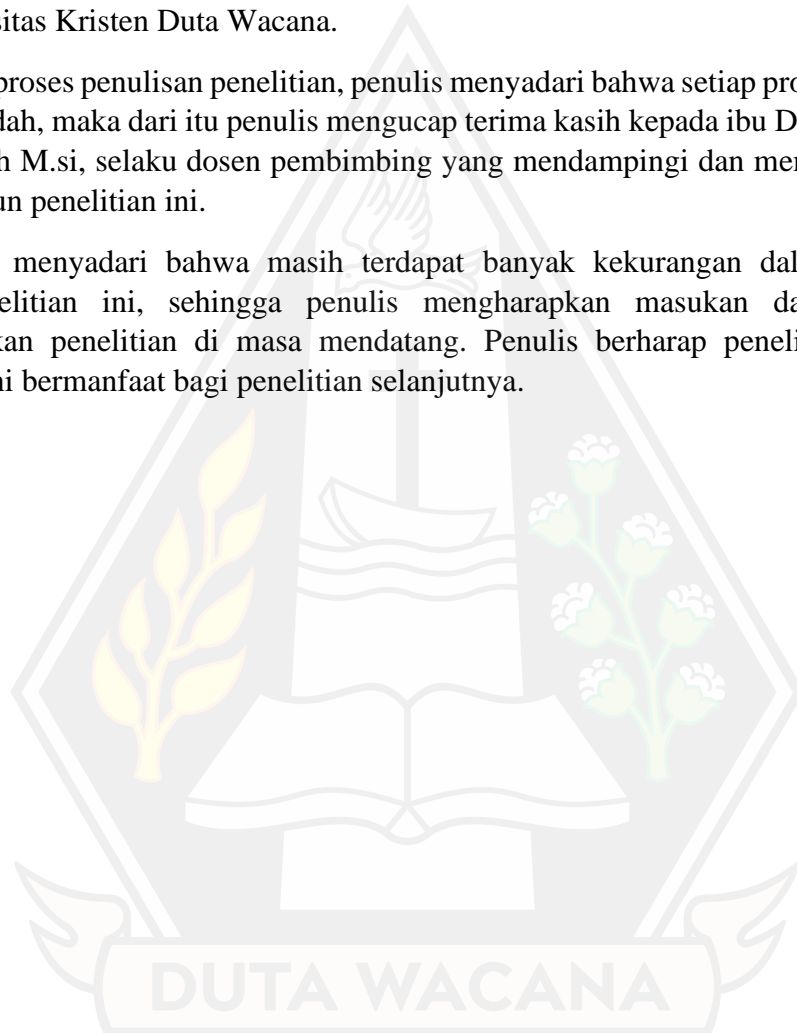 sitas Kristen Duta Wacana.
proses penulisan penelitian, penulis menyadari bahwa setiap pro
dah, maka dari itu penulis mengucap terima kasih kepada ibu D
h M.si, selaku dosen pembimbing yang mendampingi dan mer
un penelitian ini.
menyadari bahwa masih terdapat banyak kekurangan dal
elitian ini, sehingga penulis mengharapkan masukan da
kan penelitian di masa mendatang. Penulis berharap peneli
ni bermanfaat bagi penelitian selanjutnya.
DUTA WACANA